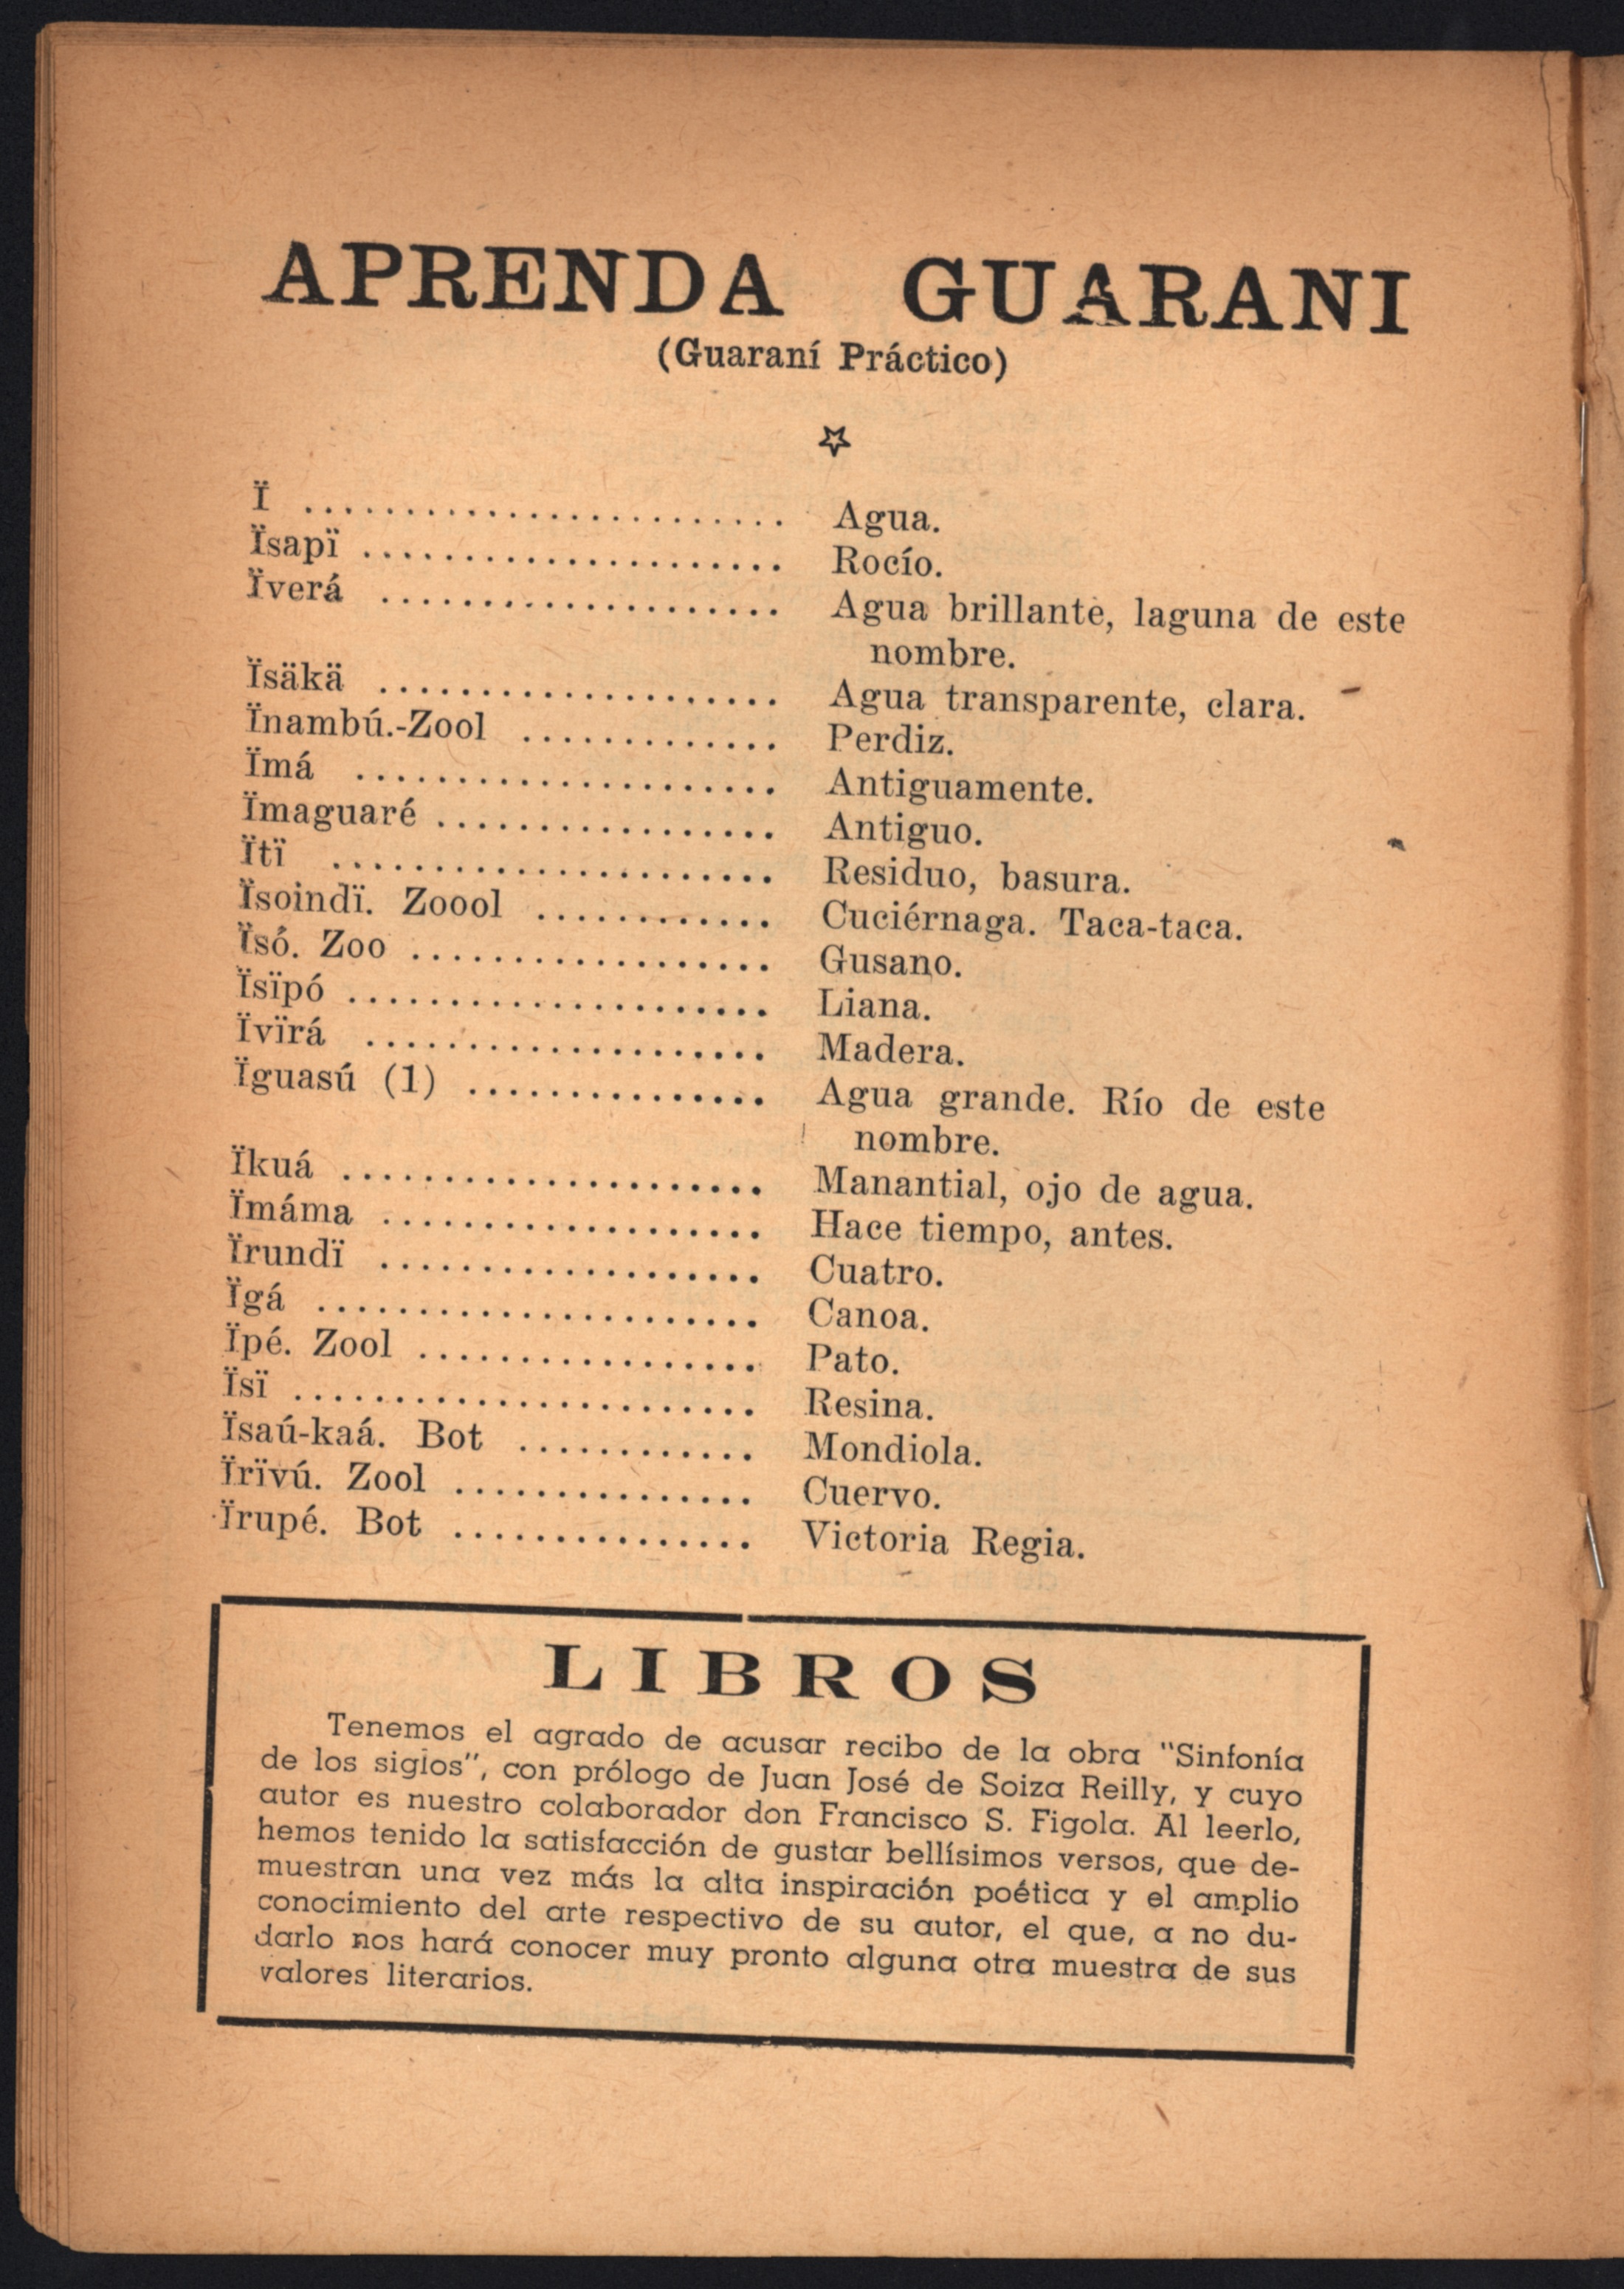 APRENDA GUARANI
(Guaraní Práctico)
Ï ........................ Agua.
Ïsapï ..................... Rocío.
Ïverá .................... Agua brillante, laguna de este
nombre.
Ïsäkä .................... Agua transparente, clara.
Ïnambú.-Zool ............. Perdiz.
Ïmá ..................... Antiguamente.
Ïmaguaré ................. Antiguo.
Ïtï ...................... Residuo, basura.
Ïsoindï. Zoool ............ Cuciérnaga. Taca-taca.
Ïsó. Zoo .................. Gusano.
Ïsïpó ..................... Liana.
Ïvïrá .................... Madera.
Ïguasú (1) ............... Agua grande. Río de este
nombre.
Ïkuá ..................... Manantial, ojo de agua.
Ïmáma ................... Hace tiempo, antes.
Ïrundï ................... Cuatro.
Ïgá ...................... Canoa.
Ïpé. Zool ................. Pato.
Ïsï ....................... Resina.
Ïsaú-kaá. Bot ............ Mondiola.
Ïrïvú. Zool ............... Cuervo.
Ïrupé. Bot ............... Victoria Regia.
LIBROS
Tenemos el agrado de acusar recibo de la obra "Sinfonía
de los siglos", con prólogo de Juan José de Soiza Reilly, y cuyo
autor es nuestro colaborador don Francisco S. Figola. Al leerlo,
hemos tenido la satisfacción de gustar bellísimos versos, que de-
muestran una vez más la alta inspiración poética y el amplio
conocimiento del arte respectivo de su autor, el que, a no du-
darlo nos hará conocer muy pronto alguna otra muestra de sus
valores literarios.